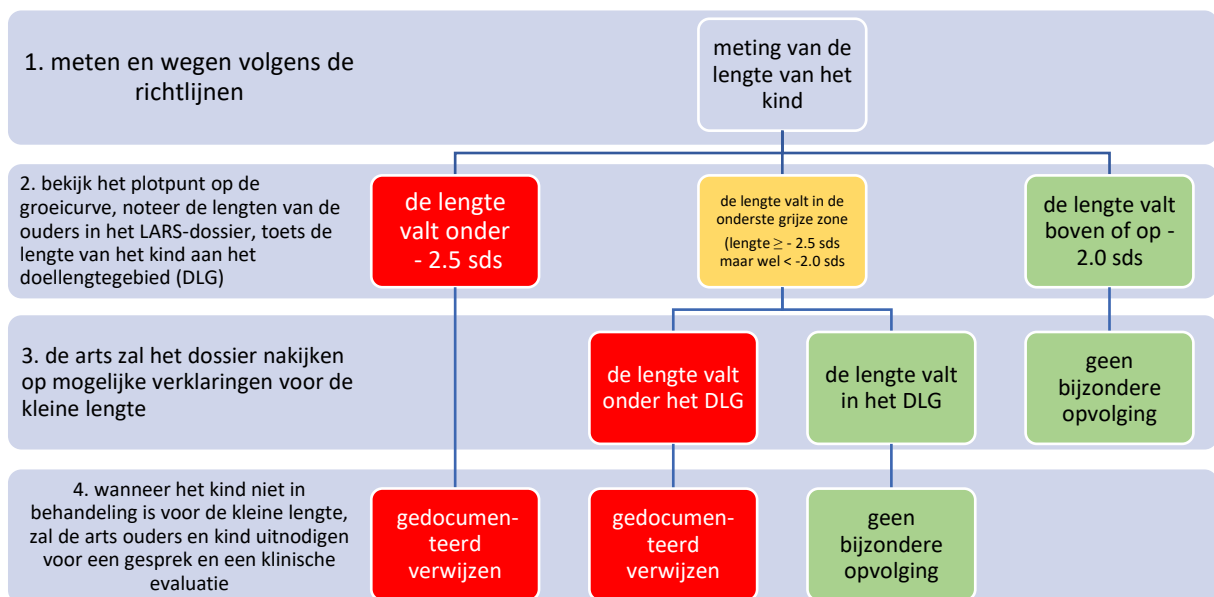 1. meten en wegen volgens de
richtlijnen
meting van de
lengte van het
kind
2. bekijk het plotpunt op de
groeicurve, noteer de lengten van de
ouders in het LARS-dossier, toets de
lengte van het kind aan het
doellengtegebied (DLG)
de lengte
valt onder
- 2.5 sds
de lengte valt in de
onderste grijze zone
(lengte ≥ - 2.5 sds
maar wel < -2.0 sds
de lengte valt
boven of op -
2.0 sds
3. de arts zal het dossier nakijken
op mogelijke verklaringen voor de
kleine lengte
de lengte valt
onder het DLG
de lengte valt
in het DLG
geen
bijzondere
opvolging
4. wanneer het kind niet in
behandeling is voor de kleine lengte,
zal de arts ouders en kind uitnodigen
voor een gesprek en een klinische
evaluatie
gedocumen-
teerd
verwijzen
gedocumen-
teerd
verwijzen
geen
bijzondere
opvolging